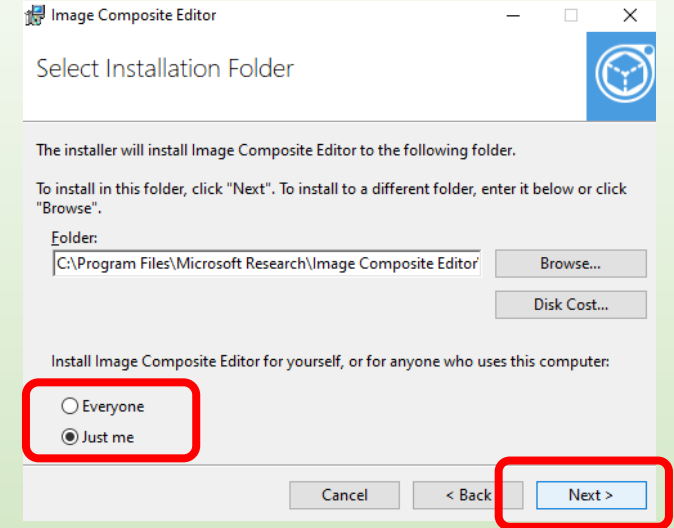 Image Composite Editor
Select Installation Folder
The installer will install Image Composite Editor to the following folder.
To install in this folder, click "Next". To install to a different folder, enter it below or click
"Browse".
Folder:
C:\Program Files\Microsoft Research\Image Composite Editor\
Browse...
Disk Cost...
Install Image Composite Editor for yourself, or for anyone who uses this computer:
Everyone
Just me
Cancel
< Back
Next >